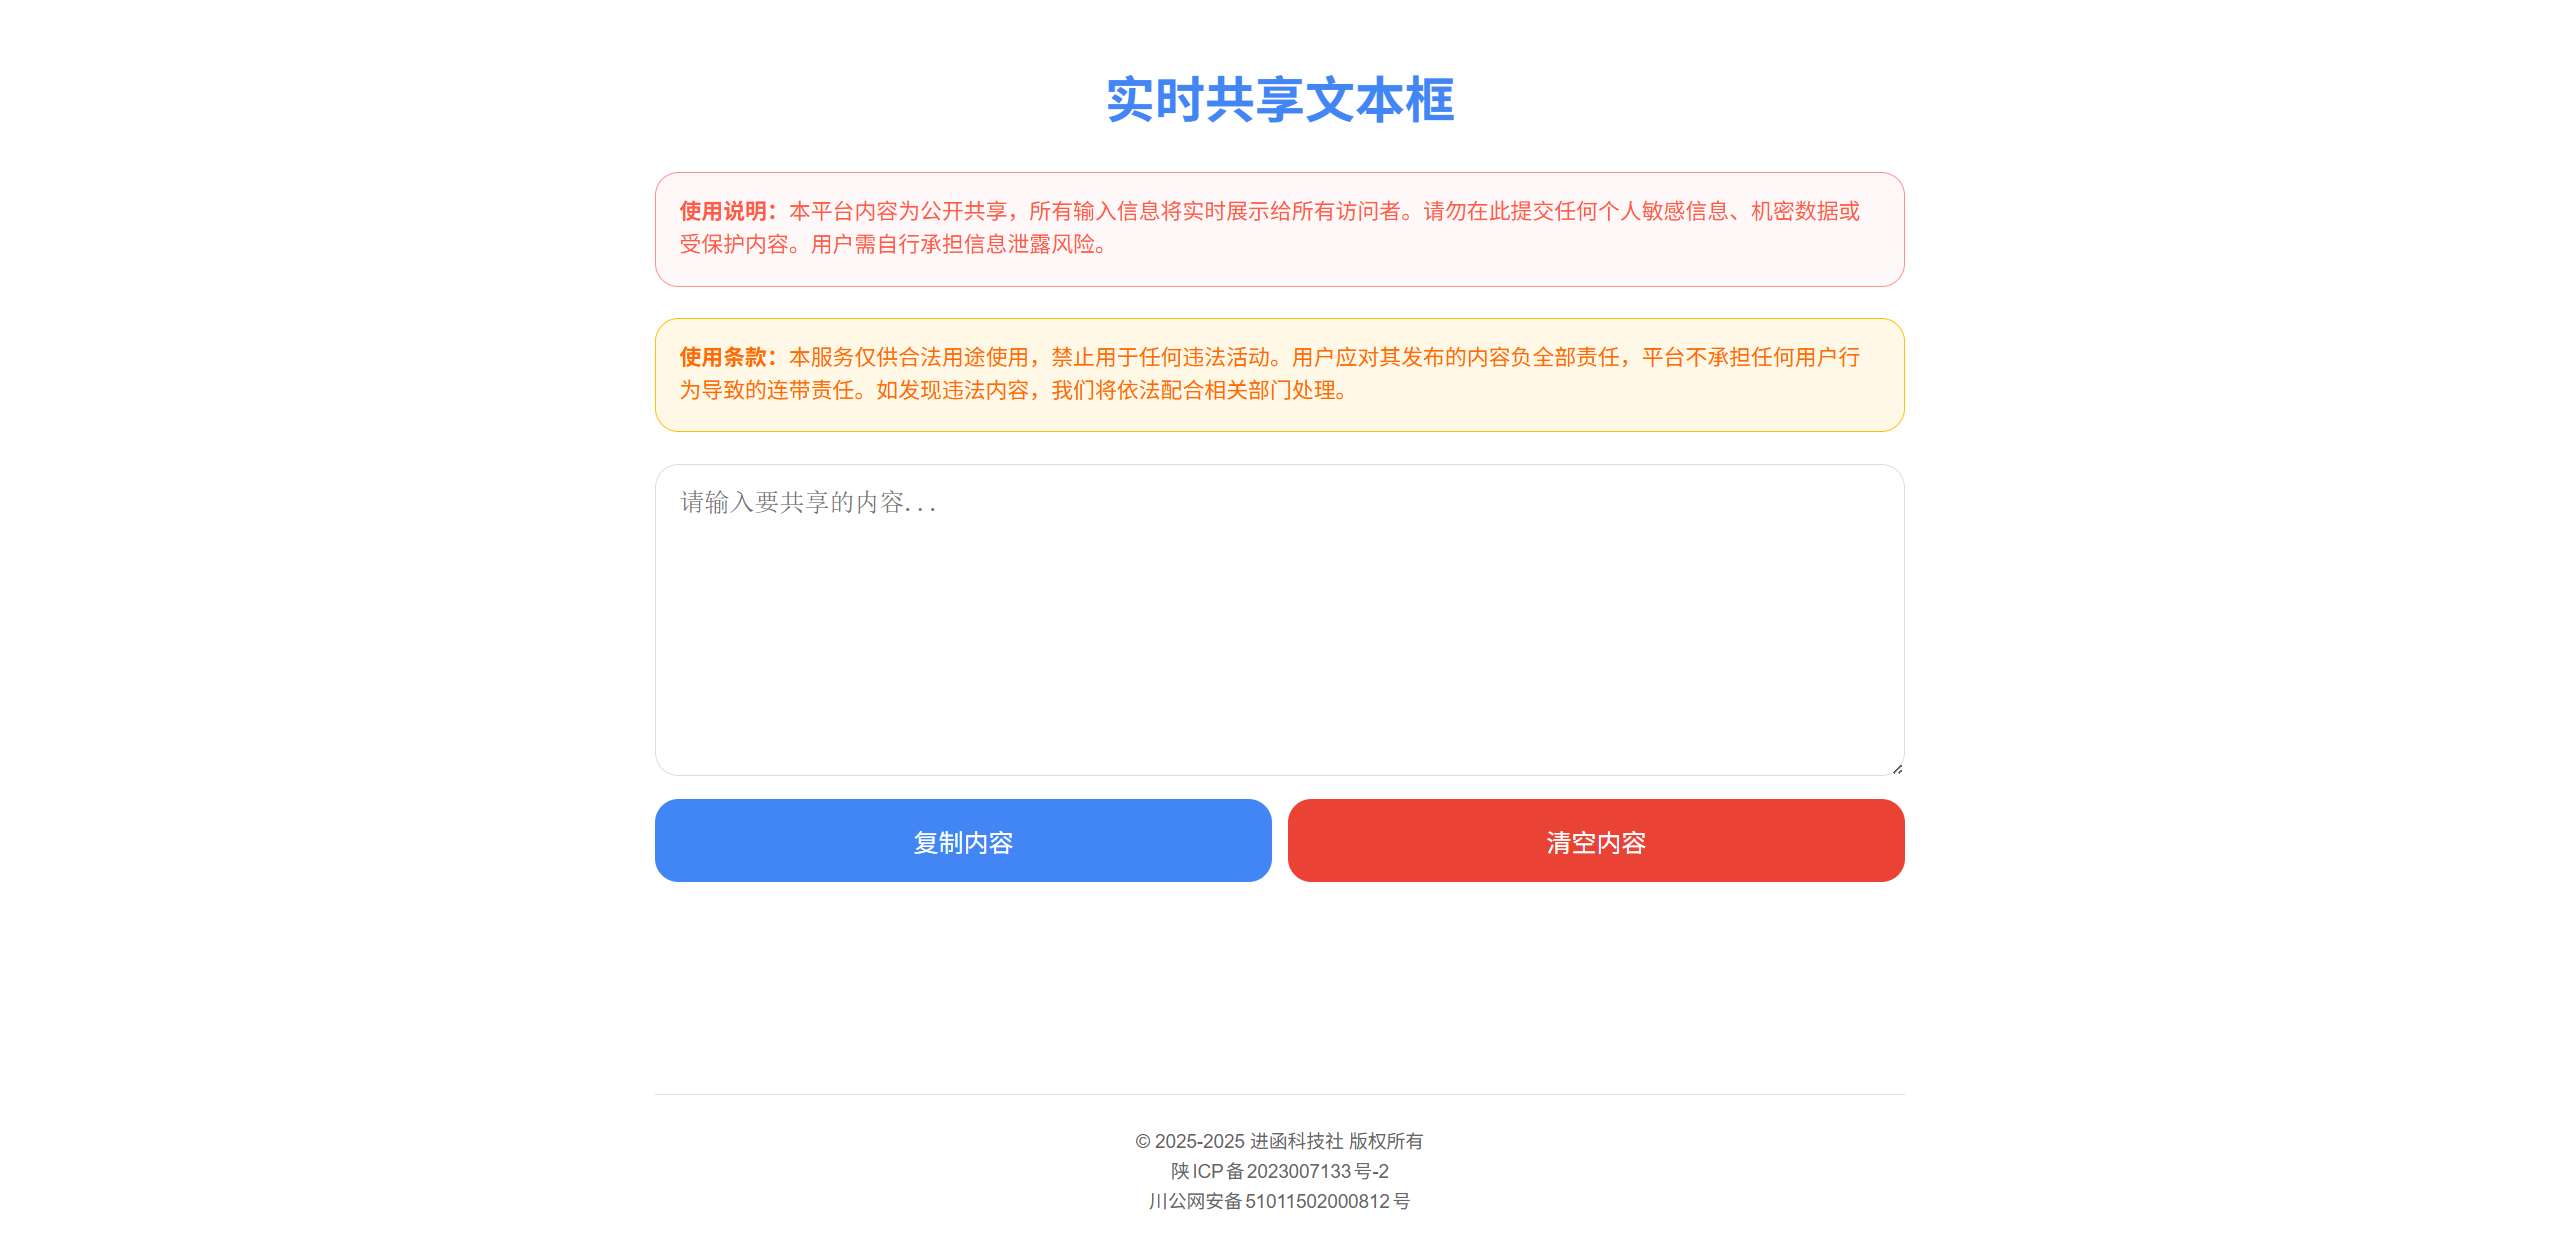 实时共享文本框
使用说明：本平台内容为公开共享，所有输入信息将实时展示给所有访问者。请勿在此提交任何个人敏感信息、机密数据或
受保护内容。用户需自行承担信息泄露风险。
使用条款：本服务仅供合法用途使用，禁止用于任何违法活动。用户应对其发布的内容负全部责任，平台不承担任何用户行
为导致的连带责任。如发现违法内容，我们将依法配合相关部门处理。
请输入要共享的内容...
复制内容
清空内容
© 2025-2025 进函科技社 版权所有
陕ICP备2023007133号-2
川公网安备51011502000812号